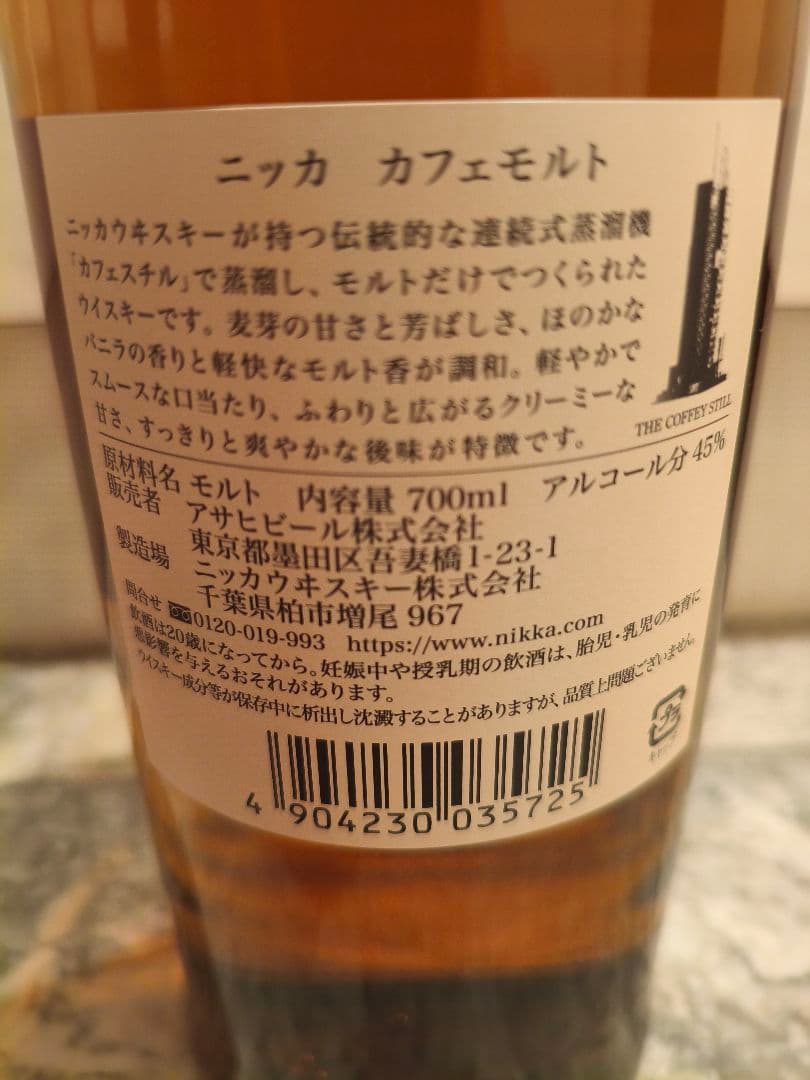 ニッカ　カフェモルト
ニッカウヰスキーが持つ伝統的な連続式蒸溜機
「カフェスチル」で蒸溜し、モルトだけでつくられた
ウイスキーです。麦芽の甘さと芳ばしさ、ほのかな
バニラの香りと軽快なモルト香が調和。軽やかで
スムースな口当たり、ふわりと広がるクリーミーな
甘さ、すっきりと爽やかな後味が特徴です。
THE COFFEY STILL
原材料名 モルト　内容量 700ml　アルコール分 45%
販売者 アサヒビール株式会社
東京都墨田区吾妻橋1-23-1
製造場 ニッカウヰスキー株式会社
千葉県柏市増尾 967
問合せ 0120-019-993 https://www.nikka.com
飲酒は20歳になってから。妊娠中や授乳期の飲酒は、胎児・乳児の発育に
悪影響を与えるおそれがあります。
ウイスキー成分等が保存中に析出し沈澱することがありますが、品質上問題ございません。
プラ
キャップ
4 904230 035725